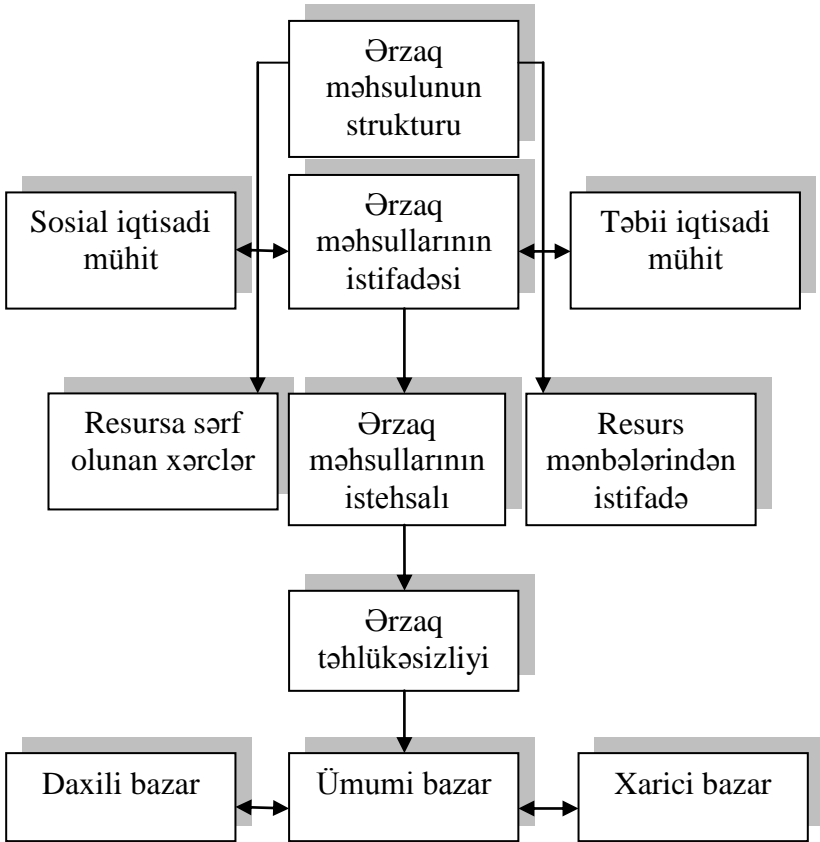 Ərzaq
məhsulunun
strukturu
Sosial iqtisadi
mühit
Ərzaq
məhsullarının
istifadəsi
Təbii iqtisadi
mühit
Resursa sərf
olunan xərclər
Ərzaq
məhsullarının
istehsalı
Resurs
mənbələrindən
istifadə
Ərzaq
təhlükəsizliyi
Daxili bazar
Ümumi bazar
Xarici bazar